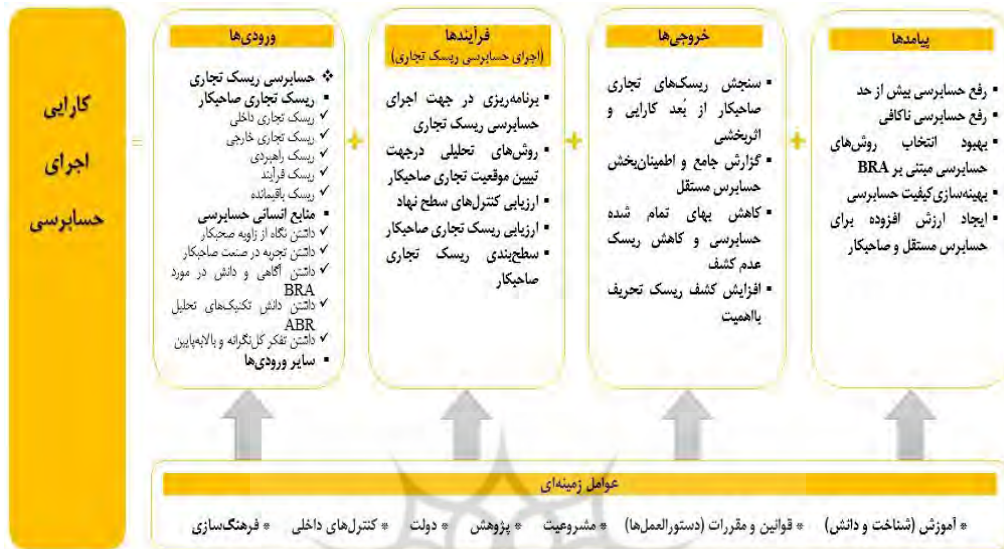 کارایی
اجرای
حسابرسی
=
ورودی‌ها
❖ حسابرسی ریسک تجاری
▪ ریسک تجاری صاحبکار
✓ ریسک تجاری داخلی
✓ ریسک تجاری خارجی
✓ ریسک راهبردی
✓ ریسک فرآیند
✓ ریسک باقیمانده
▪ منابع انسانی حسابرسی
✓ داشتن نگاه از زاویه صحبکار
✓ داشتن تجربه در صنعت صاحبکار
✓ داشتن آگاهی و دانش در مورد
BRA
✓ داشتن دانش تکنیک‌های تحلیل
ABR
✓ داشتن تفکر کل‌نگرانه و بالابه‌پایین
▪ سایر ورودی‌ها
+
فرآیندها
(اجرای حسابرسی ریسک تجاری)
▪ برنامه‌ریزی در جهت اجرای
حسابرسی ریسک تجاری
▪ روش‌های تحلیلی درجهت
تبیین موقعیت تجاری صاحبکار
▪ ارزیابی کنترل‌های سطح نهاد
▪ ارزیابی ریسک تجاری صاحبکار
▪ سطح‌بندی ریسک تجاری
صاحبکار
+
خروجی‌ها
▪ سنجش ریسک‌های تجاری
صاحبکار از بُعد کارایی و
اثربخشی
▪ گزارش جامع و اطمینان‌بخش
حسابرس مستقل
▪ کاهش بهای تمام شده
حسابرسی و کاهش ریسک
عدم کشف
▪ افزایش کشف ریسک تحریف
بااهمیت
+
پیامدها
▪ رفع حسابرسی بیش از حد
▪ رفع حسابرسی ناکافی
▪ بهبود انتخاب روش‌های
حسابرسی مبتنی بر BRA
▪ بهینه‌سازی کیفیت حسابرسی
▪ ایجاد ارزش افزوده برای
حسابرس مستقل و صاحبکار
عوامل زمینه‌ای
* آموزش (شناخت و دانش) * قوانین و مقررات (دستورالعمل‌ها) * مشروعیت * پژوهش * دولت * کنترل‌های داخلی * فرهنگ‌سازی